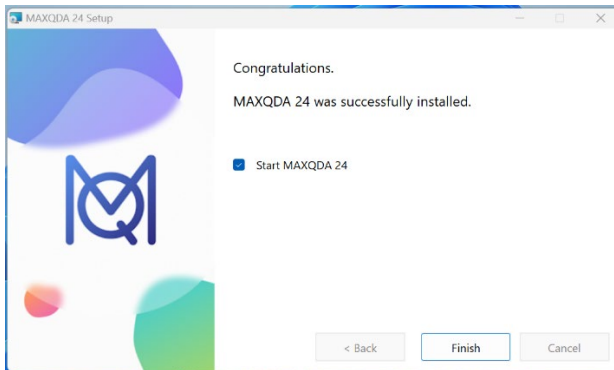 MAXQDA 24 Setup
Congratulations.
MAXQDA 24 was successfully installed.
Start MAXQDA 24
< Back
Finish
Cancel